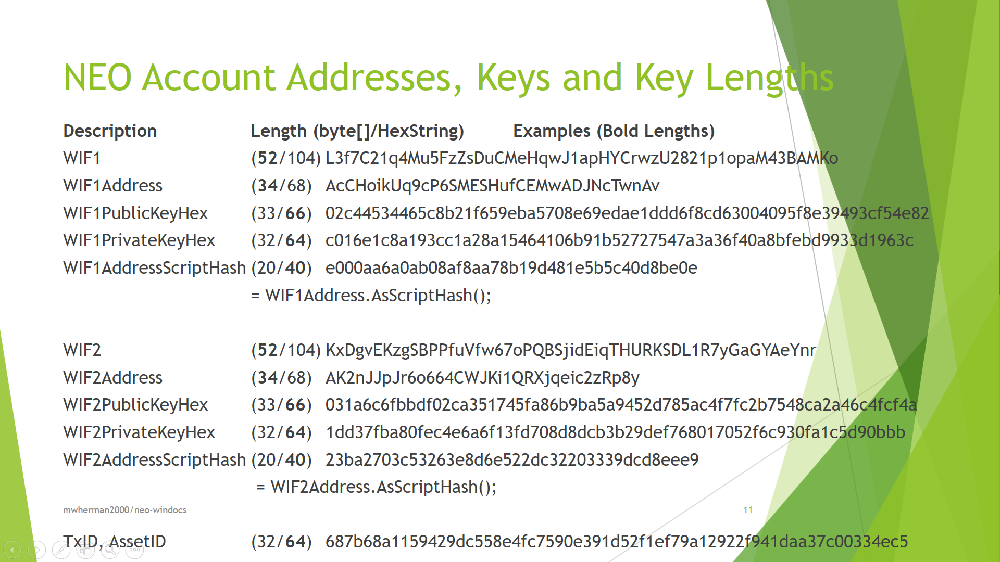 NEO Account Addresses, Keys and Key Lengths
Description Length (byte[]/HexString) Examples (Bold Lengths)
WIF1 (52/104) L3f7C21q4Mu5FzZsDuCMeHqwJ1apHYCrwzU2821p1opaM43BAMKo
WIF1Address (34/68) AcCHoikUq9cP6SMESHufCEMwADJNcTwnAv
WIF1PublicKeyHex (33/66) 02c44534465c8b21f659eba5708e69edae1ddd6f8cd63004095f8e39493cf54e82
WIF1PrivateKeyHex (32/64) c016e1c8a193cc1a28a15464106b91b52727547a3a36f40a8bfebd9933d1963c
WIF1AddressScriptHash (20/40) e000aa6a0ab08af8aa78b19d481e5b5c40d8be0e
= WIF1Address.AsScriptHash();
WIF2 (52/104) KxDgvEKzgSBPPfuVfw67oPQBSjidEiqTHURKSDL1R7yGaGYAeYnr
WIF2Address (34/68) AK2nJJpJr6o664CWJKi1QRXjqeic2zRp8y
WIF2PublicKeyHex (33/66) 031a6c6fbbdf02ca351745fa86b9ba5a9452d785ac4f7fc2b7548ca2a46c4fcf4a
WIF2PrivateKeyHex (32/64) 1dd37fba80fec4e6a6f13fd708d8dcb3b29def768017052f6c930fa1c5d90bbb
WIF2AddressScriptHash (20/40) 23ba2703c53263e8d6e522dc32203339dcd8eee9
= WIF2Address.AsScriptHash();
mwherman2000/neo-windocs 11
TxID, AssetID (32/64) 687b68a1159429dc558e4fc7590e391d52f1ef79a12922f941daa37c00334ec5